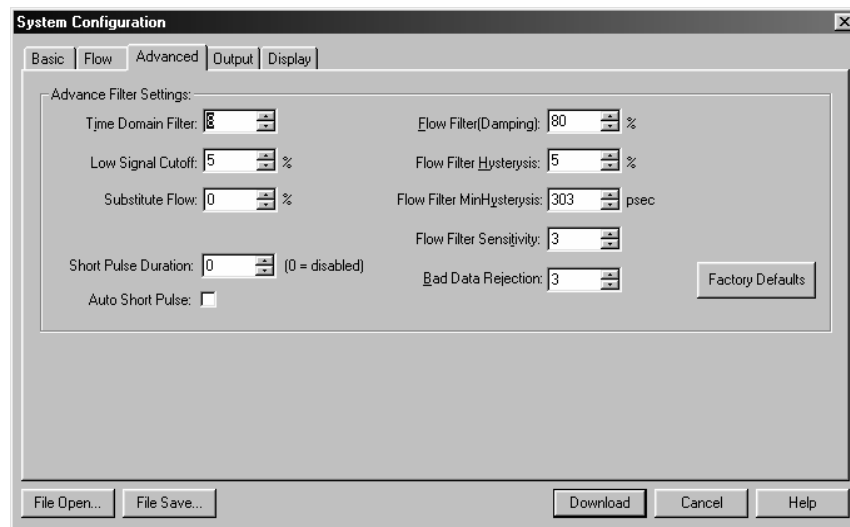 System Configuration
Basic Flow Advanced Output Display
Advance Filter Settings:
Time Domain Filter: 8
Low Signal Cutoff: 5 %
Substitute Flow: 0 %
Short Pulse Duration: 0 (0 = disabled)
Auto Short Pulse:
Flow Filter(Damping): 80 %
Flow Filter Hysterysis: 5 %
Flow Filter MinHysterysis: 303 psec
Flow Filter Sensitivity: 3
Bad Data Rejection: 3
Factory Defaults
File Open... File Save... Download Cancel Help